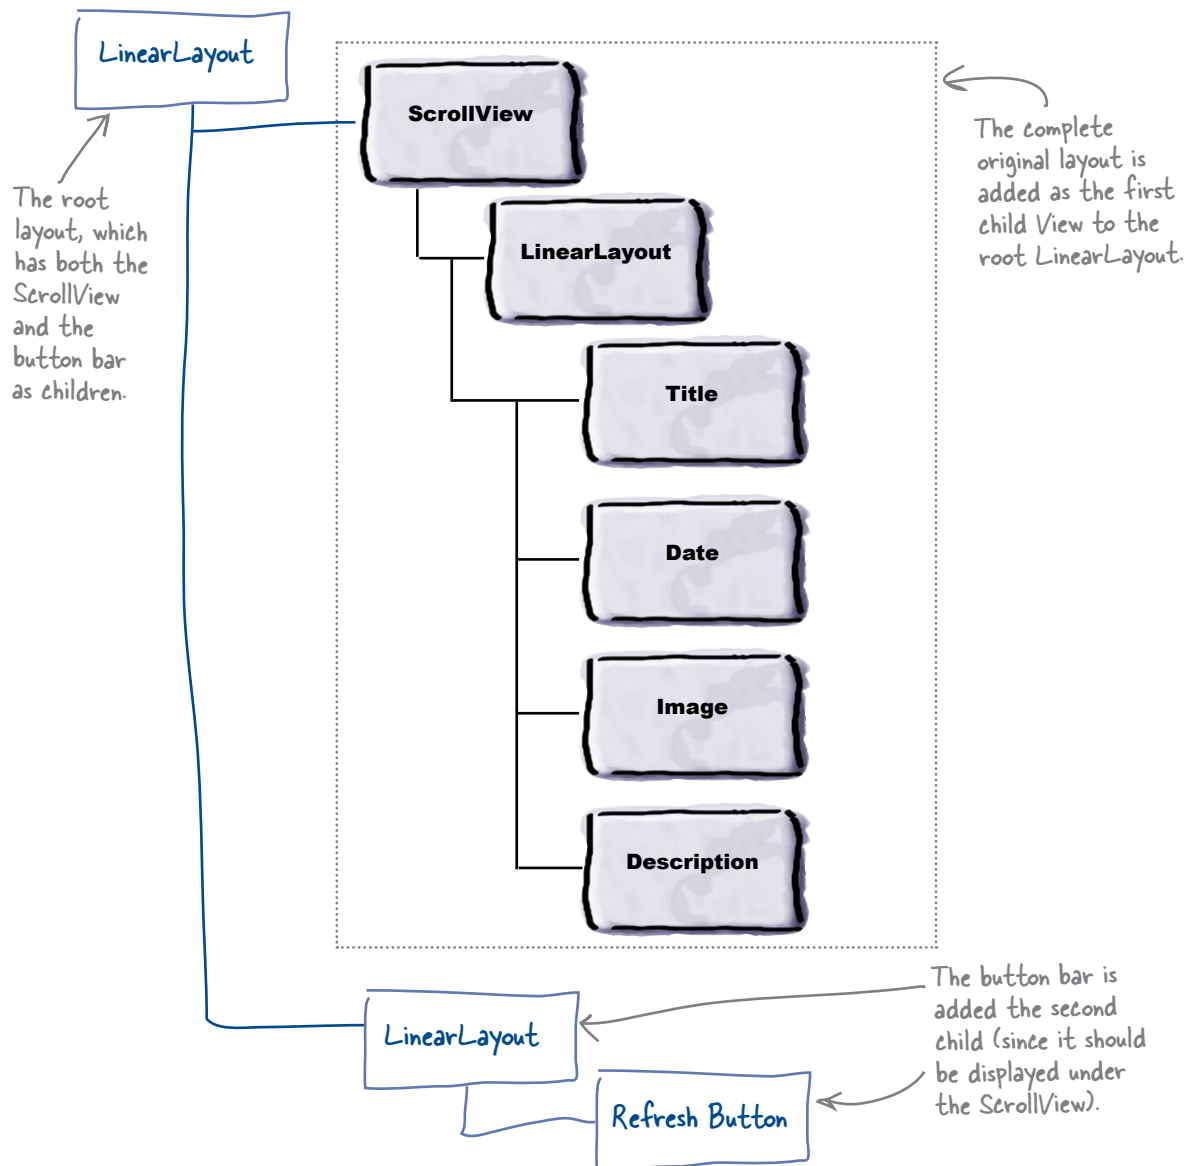 LinearLayout
ScrollView
The complete
original layout is
added as the first
child View to the
root LinearLayout.
The root
layout, which
has both the
ScrollView
and the
button bar
as children.
LinearLayout
Title
Date
Image
Description
The button bar is
added the second
child (since it should
be displayed under
the ScrollView).
LinearLayout
Refresh Button